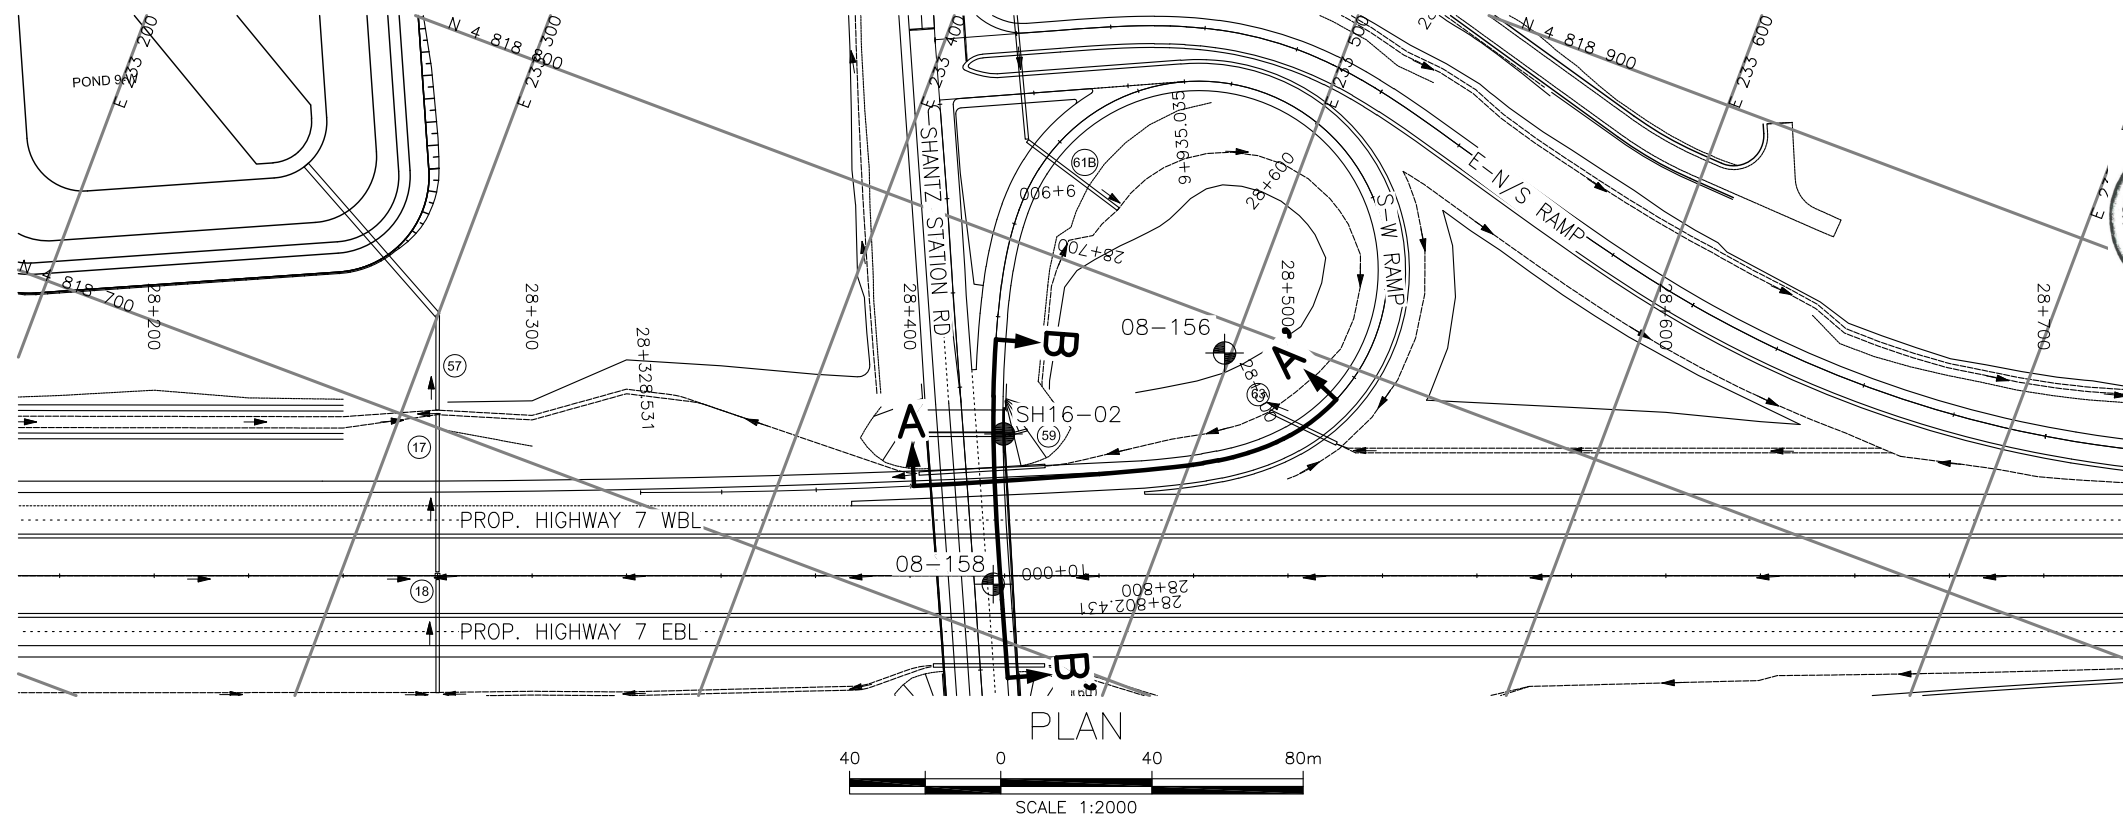 E 233 200
E 233 300
E 233 400
E 233 500
E 233 600
N 4 818 800
N 4 818 900
N 4 818 700
POND 9W
SHANTZ STATION RD
61B
9+900
9+935.035
28+600
28+700
S-W RAMP
E-N/S RAMP
28+200
28+300
28+328.531
28+400
28+500
28+600
28+700
08-156
B
A'
63
57
17
A
SH16-02
59
PROP. HIGHWAY 7 WBL
08-158
10+000
28+800
28+802.431
18
PROP. HIGHWAY 7 EBL
B'
PLAN
40 0 40 80m
SCALE 1:2000